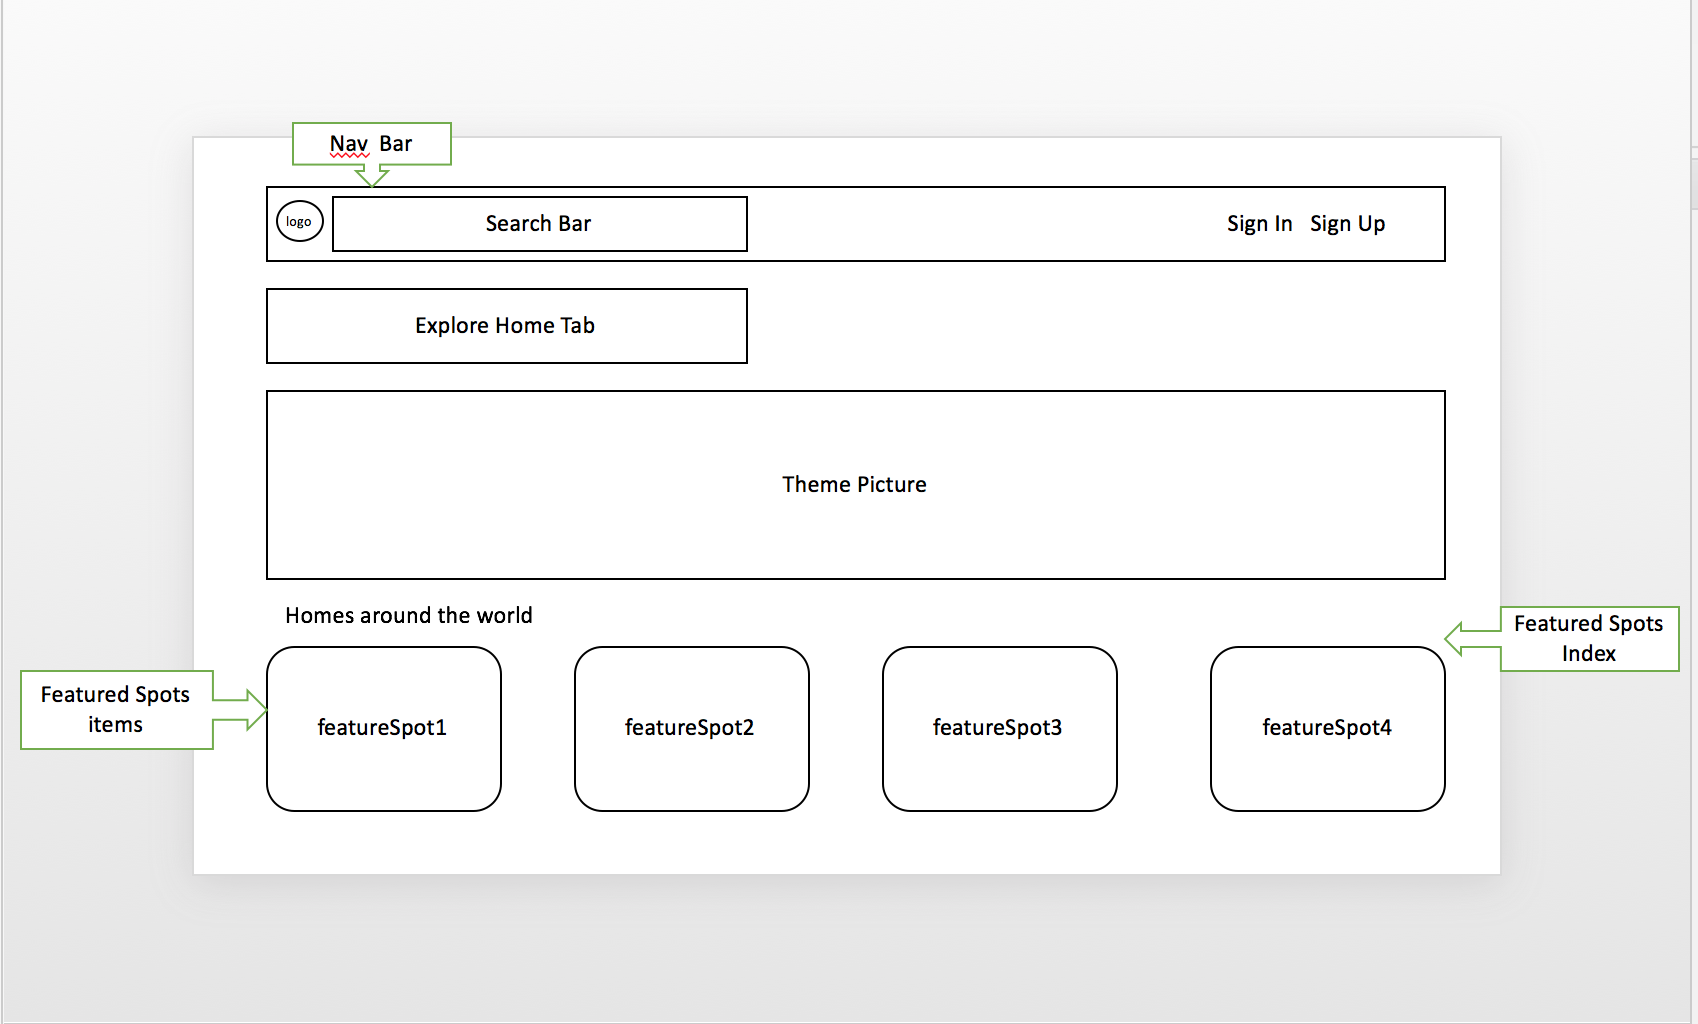 Nav Bar
logo
Search Bar
Sign In Sign Up
Explore Home Tab
Theme Picture
Homes around the world
Featured Spots
Index
Featured Spots
items
featureSpot1
featureSpot2
featureSpot3
featureSpot4